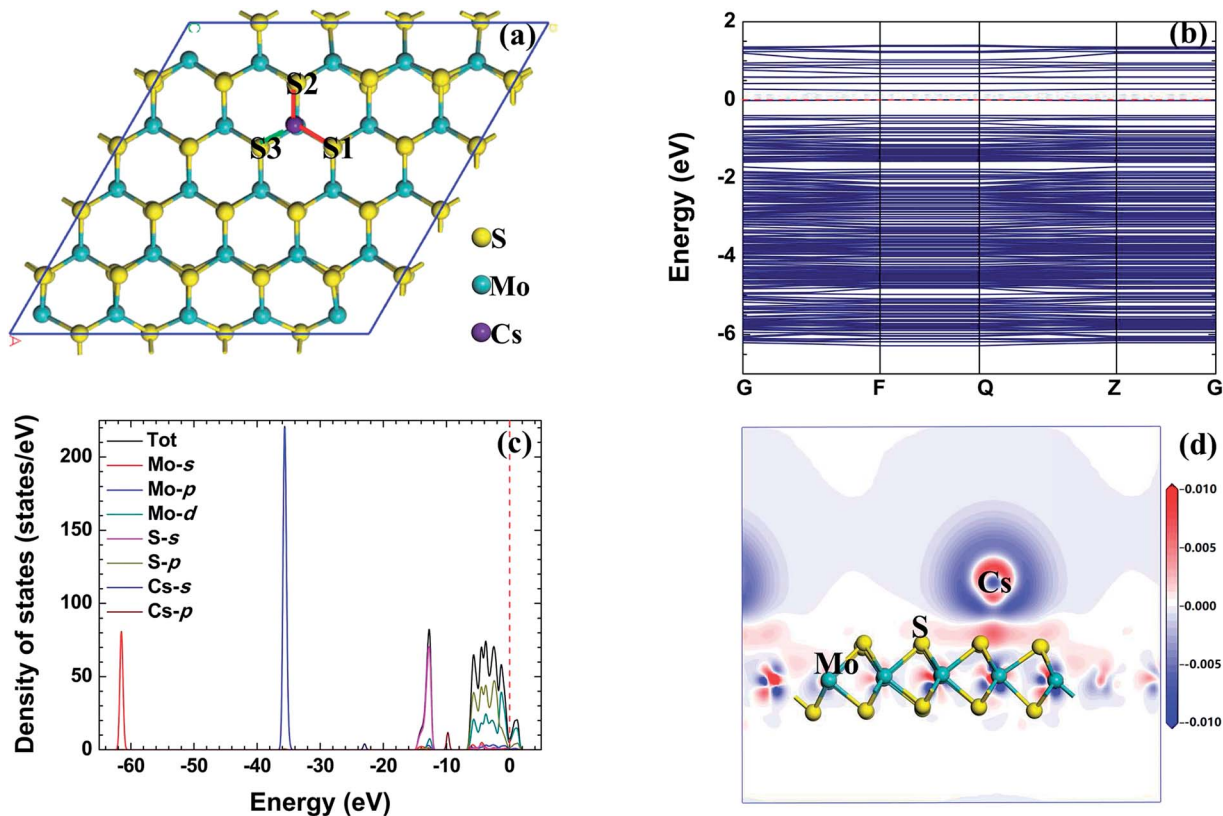 (a)
C
B
S2
S3
S1
S
Mo
Cs
A
(b)
Energy (eV)
2
0
-2
-4
-6
G F Q Z G
(c)
Density of states (states/eV)
200
150
100
50
0
Tot
Mo-s
Mo-p
Mo-d
S-s
S-p
Cs-s
Cs-p
-60 -50 -40 -30 -20 -10 0
Energy (eV)
(d)
Cs
S
Mo
0.010
0.005
0.000
-0.005
-0.010